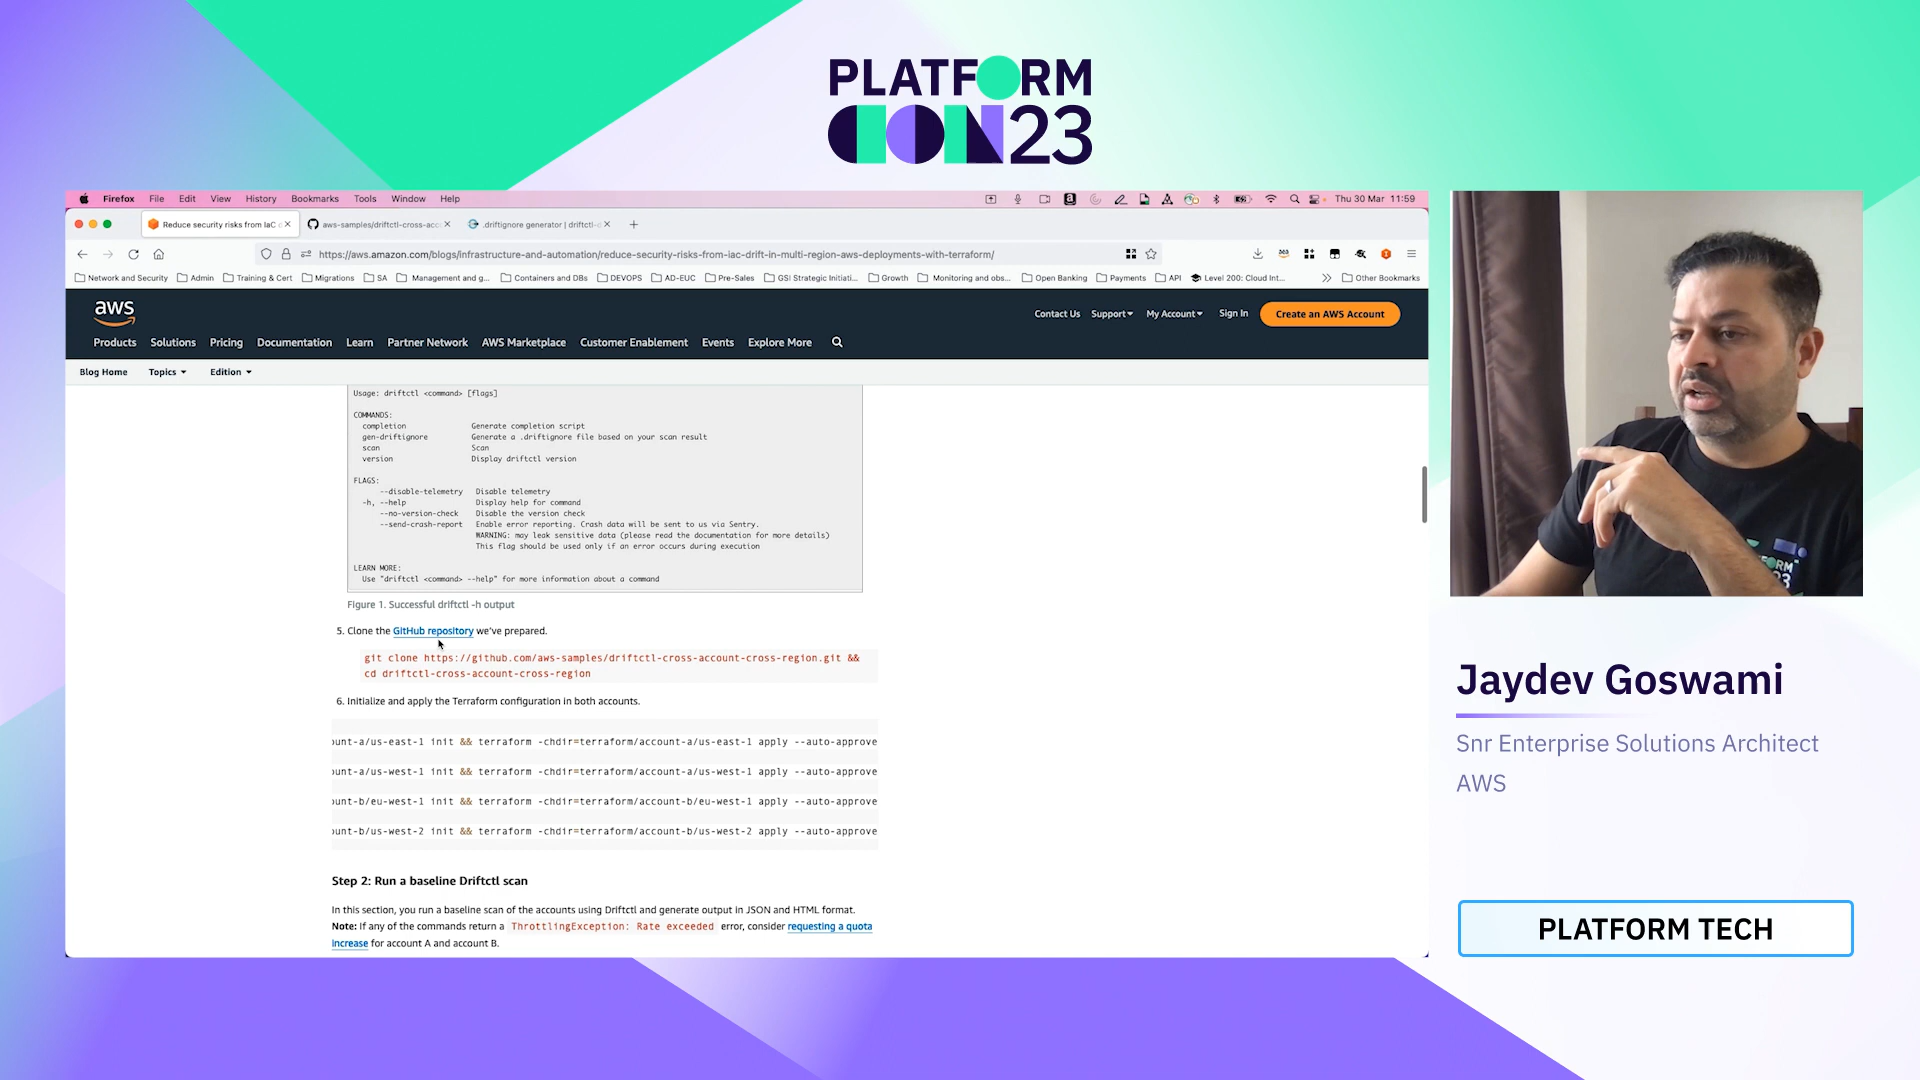 PLATFORM
CON23
Firefox File Edit View History Bookmarks Tools Window Help
Thu 30 Mar 11:59
Reduce security risks from IaC
aws-samples/driftctl-cross-acc
.driftignore generator | driftctl-
https://aws.amazon.com/blogs/infrastructure-and-automation/reduce-security-risks-from-iac-drift-in-multi-region-aws-deployments-with-terraform/
Network and Security Admin Training & Cert Migrations SA Management and g... Containers and DBs DEVOPS AD-EUC Pre-Sales GSI Strategic Initiati... Growth Monitoring and obs... Open Banking Payments API Level 200: Cloud Int... Other Bookmarks
aws
Contact Us Support My Account Sign In Create an AWS Account
Products Solutions Pricing Documentation Learn Partner Network AWS Marketplace Customer Enablement Events Explore More
Blog Home Topics Edition
Usage: driftctl <command> [flags]
COMMANDS:
completion Generate completion script
gen-driftignore Generate a .driftignore file based on your scan result
scan Scan
version Display driftctl version
FLAGS:
--disable-telemetry Disable telemetry
-h, --help Display help for command
--no-version-check Disable the version check
--send-crash-report Enable error reporting. Crash data will be sent to us via Sentry.
WARNING: may leak sensitive data (please read the documentation for more details)
This flag should be used only if an error occurs during execution
LEARN MORE:
Use "driftctl <command> --help" for more information about a command
Figure 1. Successful driftctl -h output
5. Clone the GitHub repository we've prepared.
git clone https://github.com/aws-samples/driftctl-cross-account-cross-region.git &&
cd driftctl-cross-account-cross-region
6. Initialize and apply the Terraform configuration in both accounts.
ount-a/us-east-1 init && terraform -chdir=terraform/account-a/us-east-1 apply --auto-approve
ount-a/us-west-1 init && terraform -chdir=terraform/account-a/us-west-1 apply --auto-approve
ount-b/eu-west-1 init && terraform -chdir=terraform/account-b/eu-west-1 apply --auto-approve
ount-b/us-west-2 init && terraform -chdir=terraform/account-b/us-west-2 apply --auto-approve
Step 2: Run a baseline Driftctl scan
In this section, you run a baseline scan of the accounts using Driftctl and generate output in JSON and HTML format.
Note: If any of the commands return a ThrottlingException: Rate exceeded error, consider requesting a quota
increase for account A and account B.
Jaydev Goswami
Snr Enterprise Solutions Architect
AWS
PLATFORM TECH